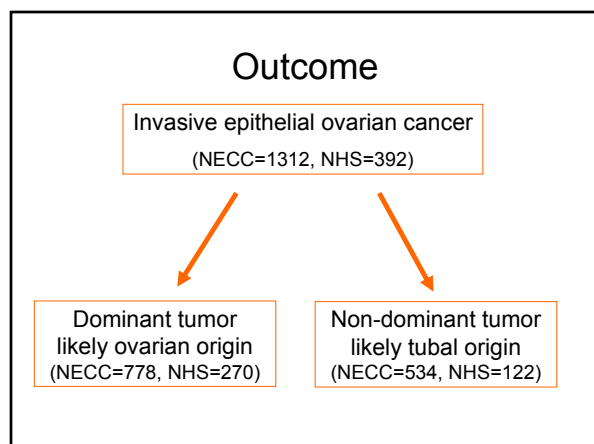 Outcome
Invasive epithelial ovarian cancer
(NECC=1312, NHS=392)
Dominant tumor
likely ovarian origin
(NECC=778, NHS=270)
Non-dominant tumor
likely tubal origin
(NECC=534, NHS=122)